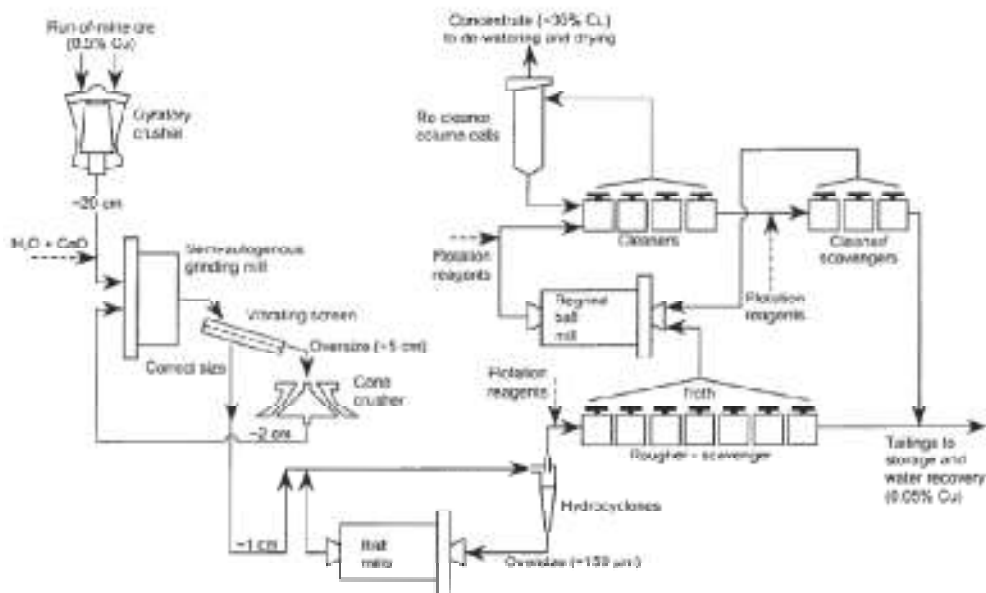 Run-of-mine ore
(0.5% Cu)
Gyratory
crusher
~20 cm
H₂O + CaO
Semi-autogenous
grinding mill
Vibrating screen
Oversize (~5 cm)
Correct size
Cone
crusher
~2 cm
~1 cm
Ball
mills
Oversize (~150 µm)
Hydrocyclones
Flotation
reagents
Froth
Rougher - scavenger
Tailings to
storage and
water recovery
(0.05% Cu)
Regrind
ball
mill
Flotation
reagents
Cleaners
Flotation
reagents
Cleaner
scavengers
Re cleaner
column cells
Concentrate (~30% Cu)
to de-watering and drying